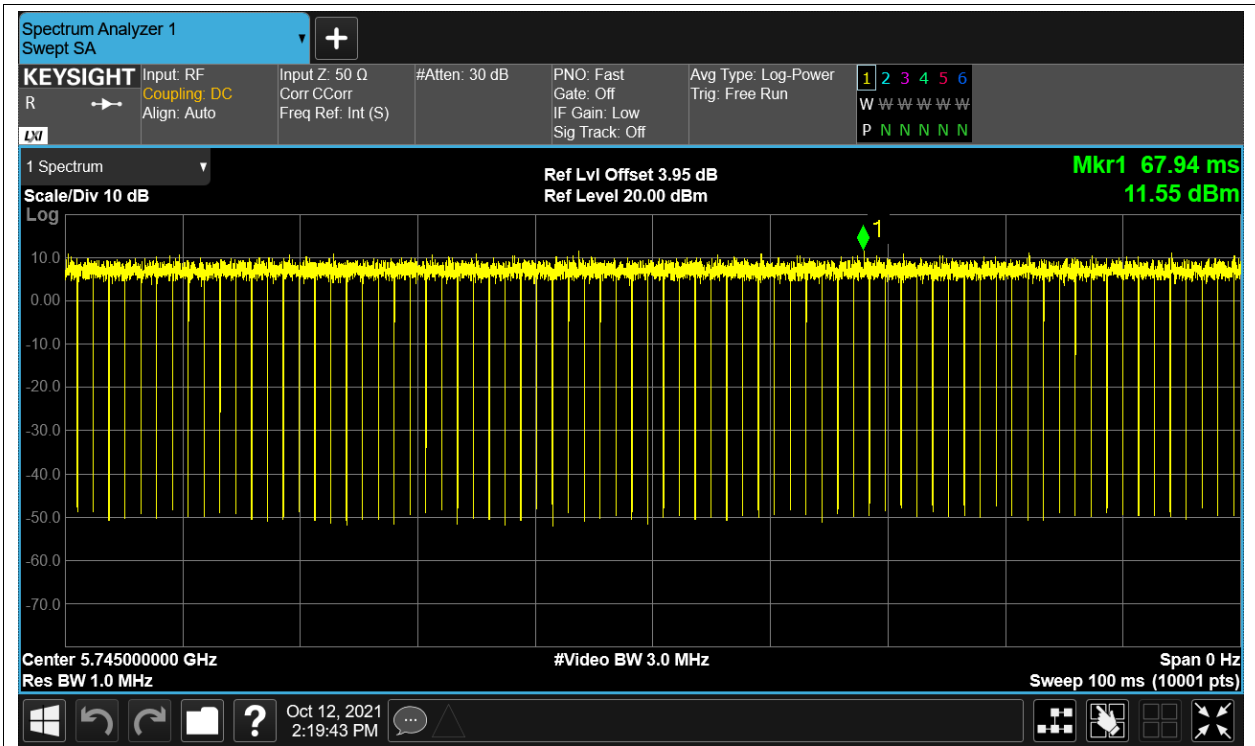 Spectrum Analyzer 1
Swept SA
KEYSIGHT
R
LXI
Input: RF
Coupling: DC
Align: Auto
Input Z: 50 Ω
Corr CCorr
Freq Ref: Int (S)
#Atten: 30 dB
PNO: Fast
Gate: Off
IF Gain: Low
Sig Track: Off
Avg Type: Log-Power
Trig: Free Run
1 2 3 4 5 6
W W W W W W
P N N N N N
1 Spectrum
Scale/Div 10 dB
Ref Lvl Offset 3.95 dB
Ref Level 20.00 dBm
Mkr1 67.94 ms
11.55 dBm
Log
1
10.0
0.00
-10.0
-20.0
-30.0
-40.0
-50.0
-60.0
-70.0
Center 5.745000000 GHz
Res BW 1.0 MHz
#Video BW 3.0 MHz
Span 0 Hz
Sweep 100 ms (10001 pts)
?
Oct 12, 2021
2:19:43 PM